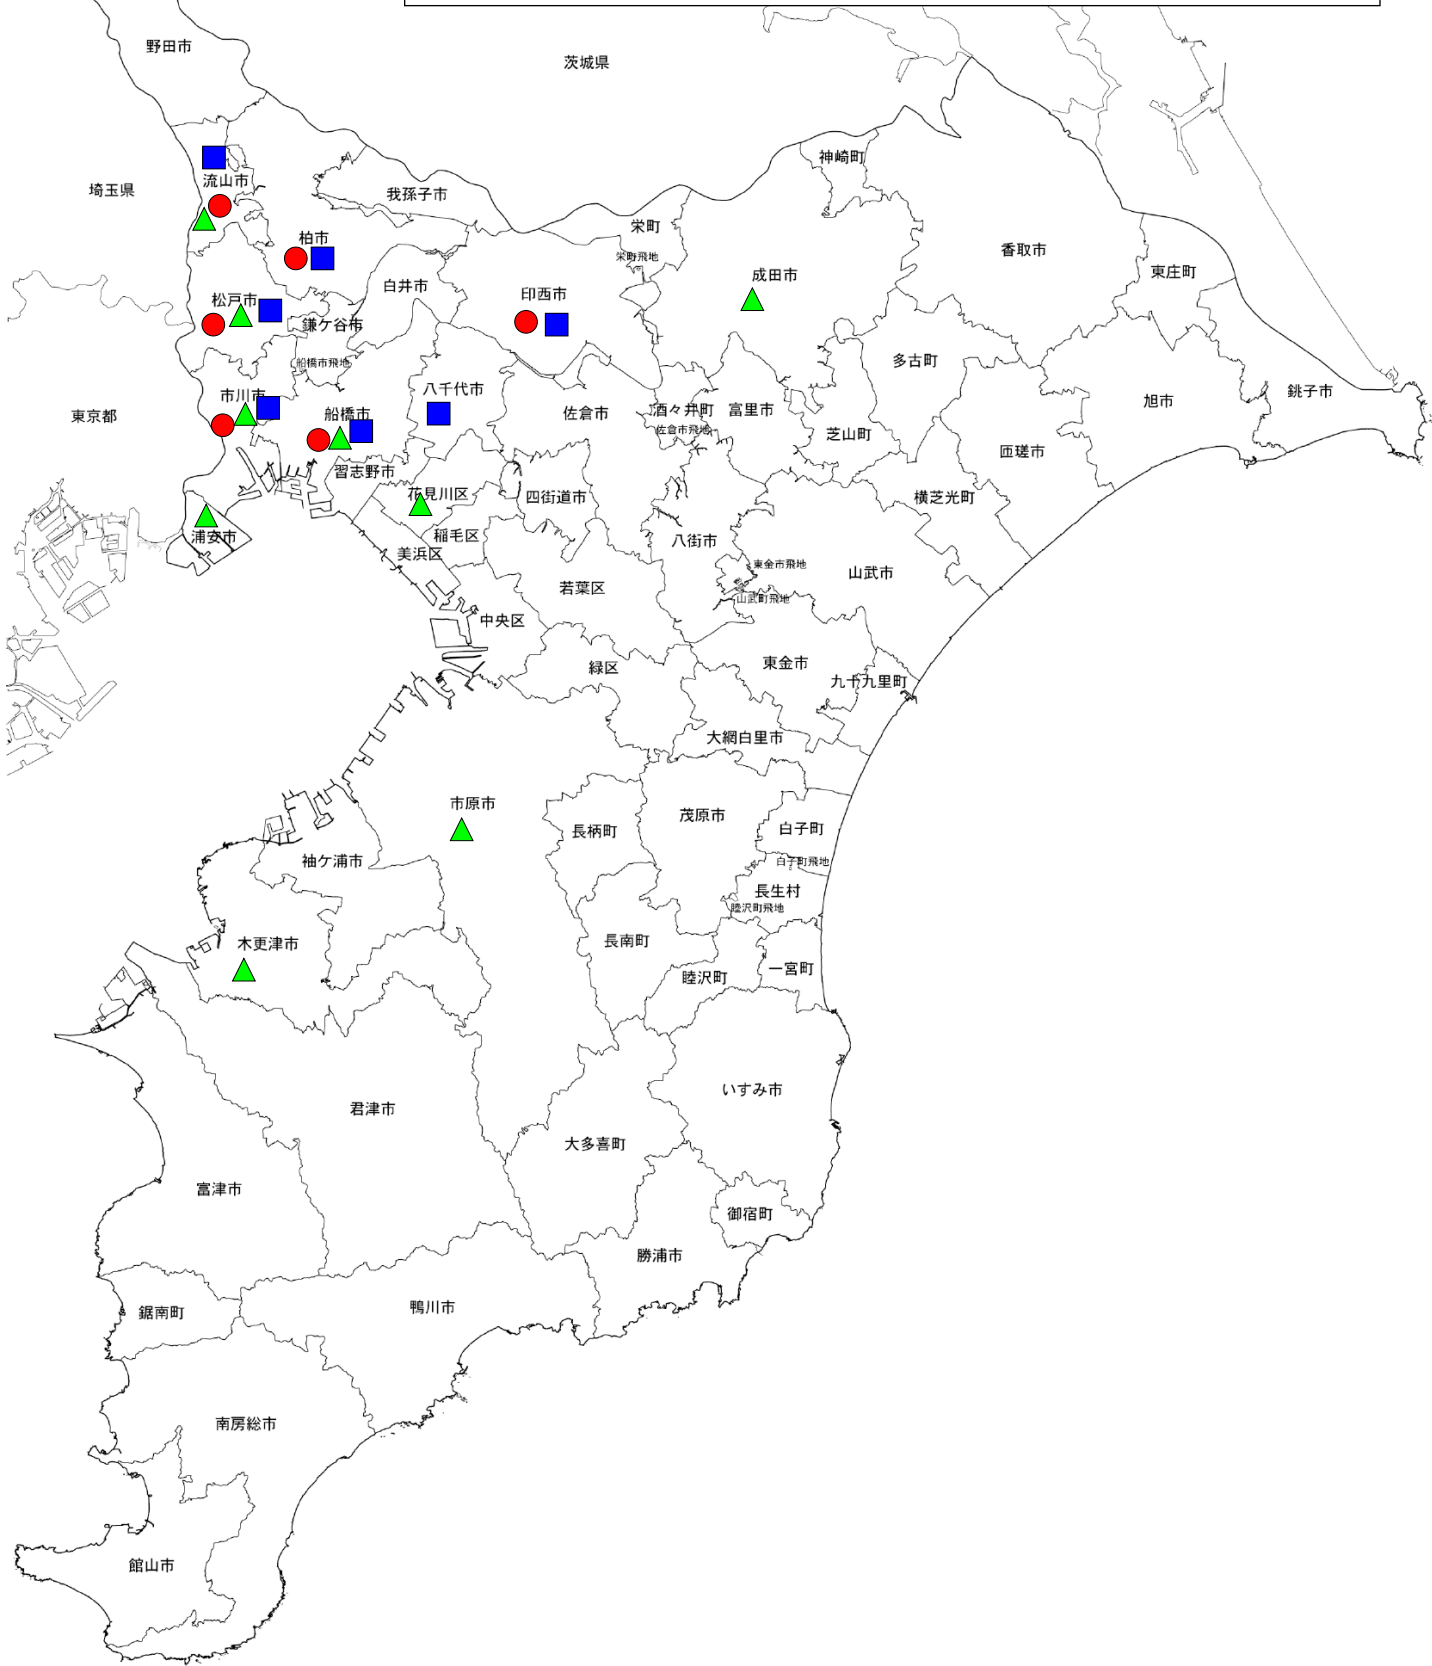 野田市
茨城県
神崎町
流山市
埼玉県
我孫子市
栄町
柏市
香取市
栄町飛地
東庄町
成田市
白井市
印西市
松戸市
鎌ケ谷市
船橋市飛地
多古町
八千代市
市川市
銚子市
旭市
酒々井町
富里市
船橋市
佐倉市
東京都
佐倉市飛地
芝山町
匝瑳市
習志野市
花見川区
四街道市
横芝光町
稲毛区
浦安市
八街市
美浜区
東金市飛地
山武市
若葉区
山武町飛地
中央区
東金市
緑区
九十九里町
大網白里市
市原市
茂原市
白子町
長柄町
袖ケ浦市
白子町飛地
長生村
睦沢町飛地
長南町
木更津市
一宮町
睦沢町
いすみ市
君津市
大多喜町
富津市
御宿町
勝浦市
鴨川市
鋸南町
南房総市
館山市